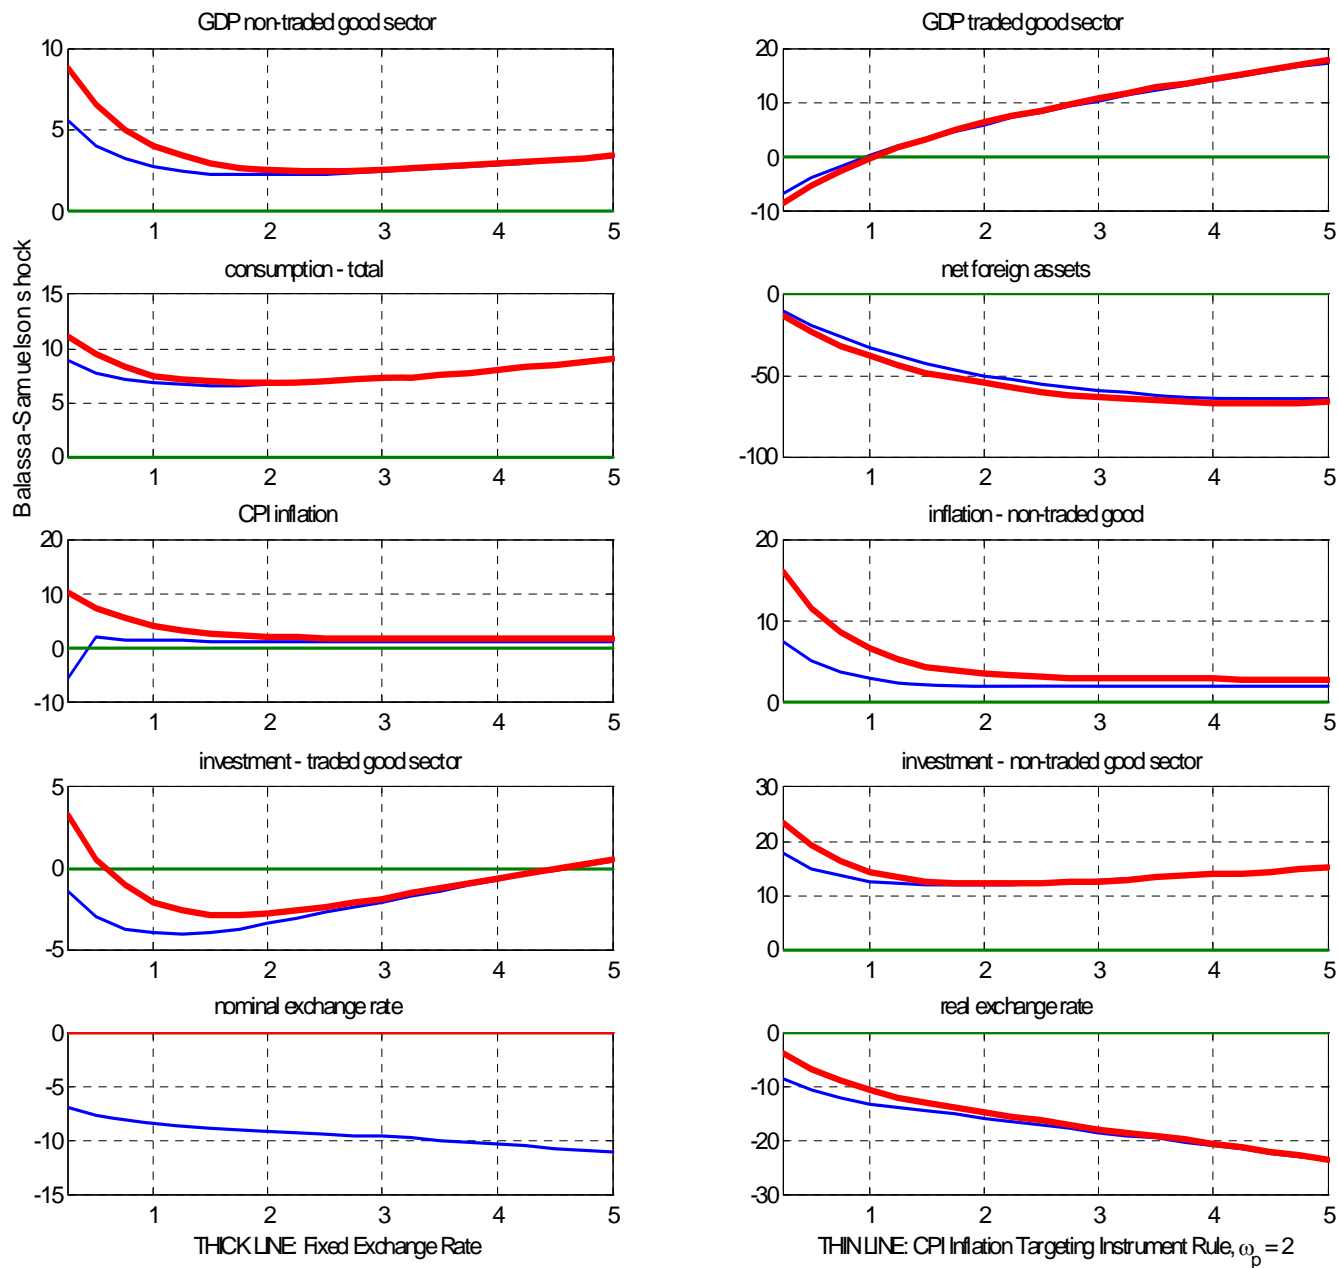 GDP non-traded good sector
10
5
0
1 2 3 4 5
GDP traded good sector
20
10
0
-10
1 2 3 4 5
Balassa-Samuelson shock
consumption - total
15
10
5
0
1 2 3 4 5
net foreign assets
0
-50
-100
1 2 3 4 5
CPI inflation
20
10
0
-10
1 2 3 4 5
inflation - non-traded good
20
10
0
1 2 3 4 5
investment - traded good sector
5
0
-5
1 2 3 4 5
investment - non-traded good sector
30
20
10
0
1 2 3 4 5
nominal exchange rate
0
-5
-10
-15
1 2 3 4 5
THICK LINE: Fixed Exchange Rate
real exchange rate
0
-10
-20
-30
1 2 3 4 5
THIN LINE: CPI Inflation Targeting Instrument Rule, ω_p = 2